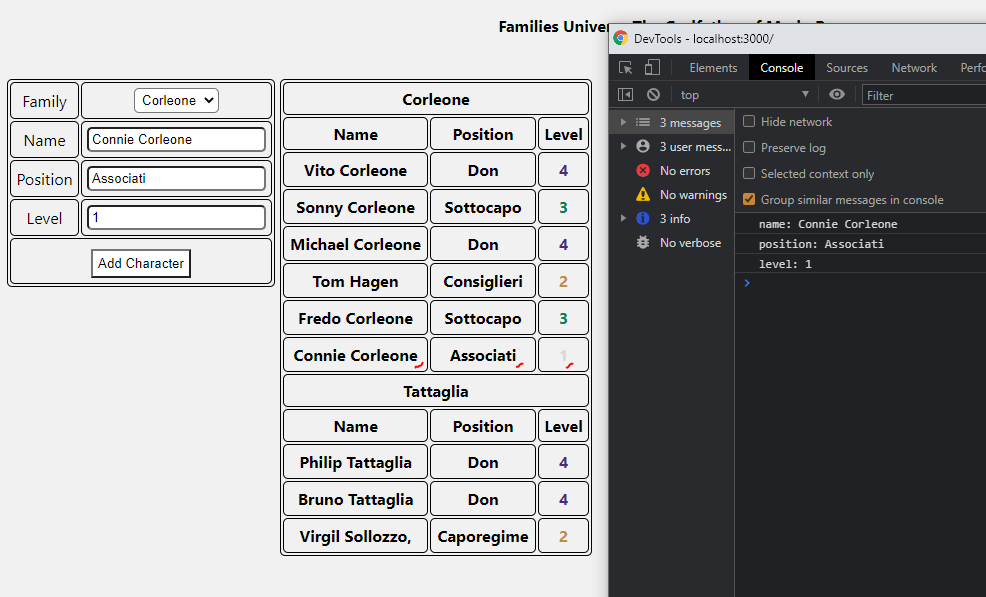 Families Univer
DevTools - localhost:3000/
Elements Console Sources Network Perfo
top Filter
Family Corleone
Name Connie Corleone
Position Associati
Level 1
Add Character
Corleone
Name Position Level
Vito Corleone Don 4
Sonny Corleone Sottocapo 3
Michael Corleone Don 4
Tom Hagen Consiglieri 2
Fredo Corleone Sottocapo 3
Connie Corleone Associati 1
Tattaglia
Name Position Level
Philip Tattaglia Don 4
Bruno Tattaglia Don 4
Virgil Sollozzo, Caporegime 2
3 messages
3 user mess...
No errors
No warnings
3 info
No verbose
Hide network
Preserve log
Selected context only
Group similar messages in console
name: Connie Corleone
position: Associati
level: 1